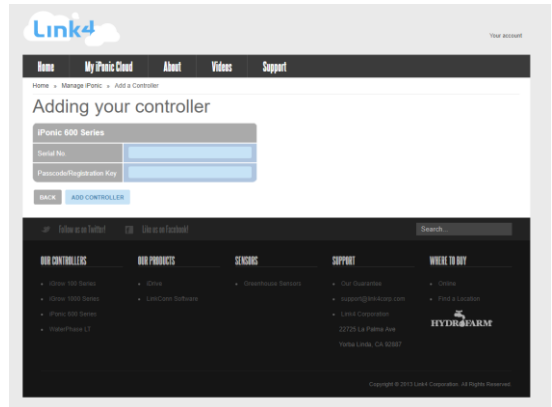 Link4
Your account
Home My iPonic Cloud About Videos Support
Home » Manage iPonic » Add a Controller
Adding your controller
iPonic 600 Series
Serial No.
Passcode/Registration Key
BACK ADD CONTROLLER
Follow us on Twitter! Like us on Facebook! Search...
OUR CONTROLLERS
iGrow 100 Series
iGrow 1000 Series
iPonic 600 Series
WaterPhase LT
OUR PRODUCTS
iDrive
LinkConn Software
SENSORS
Greenhouse Sensors
SUPPORT
Our Guarantee
support@link4corp.com
Link4 Corporation
22725 La Palma Ave
Yorba Linda, CA 92887
WHERE TO BUY
Online
Find a Location
HYDROFARM
Copyright © 2013 Link4 Corporation. All Rights Reserved.